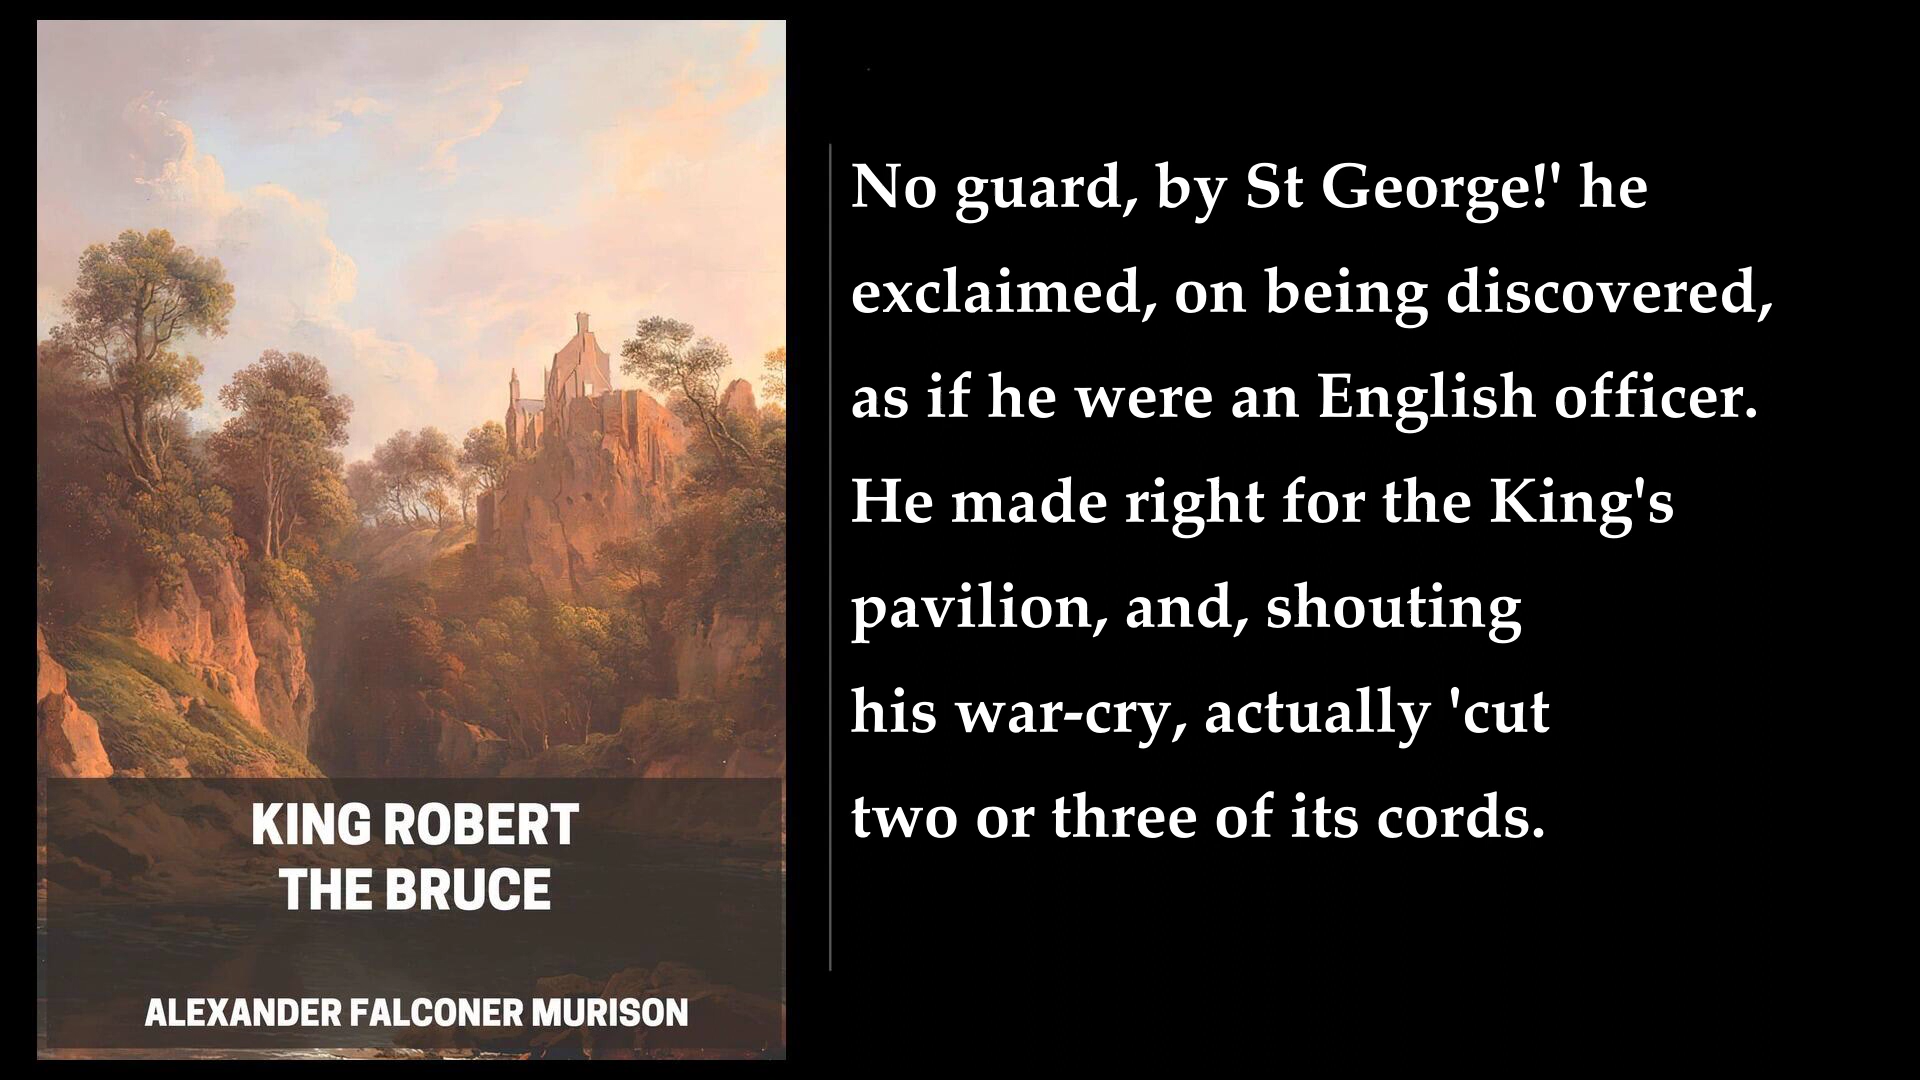 KING ROBERT
THE BRUCE
ALEXANDER FALCONER MURISON
No guard, by St George!' he
exclaimed, on being discovered,
as if he were an English officer.
He made right for the King's
pavilion, and, shouting
his war-cry, actually 'cut
two or three of its cords.